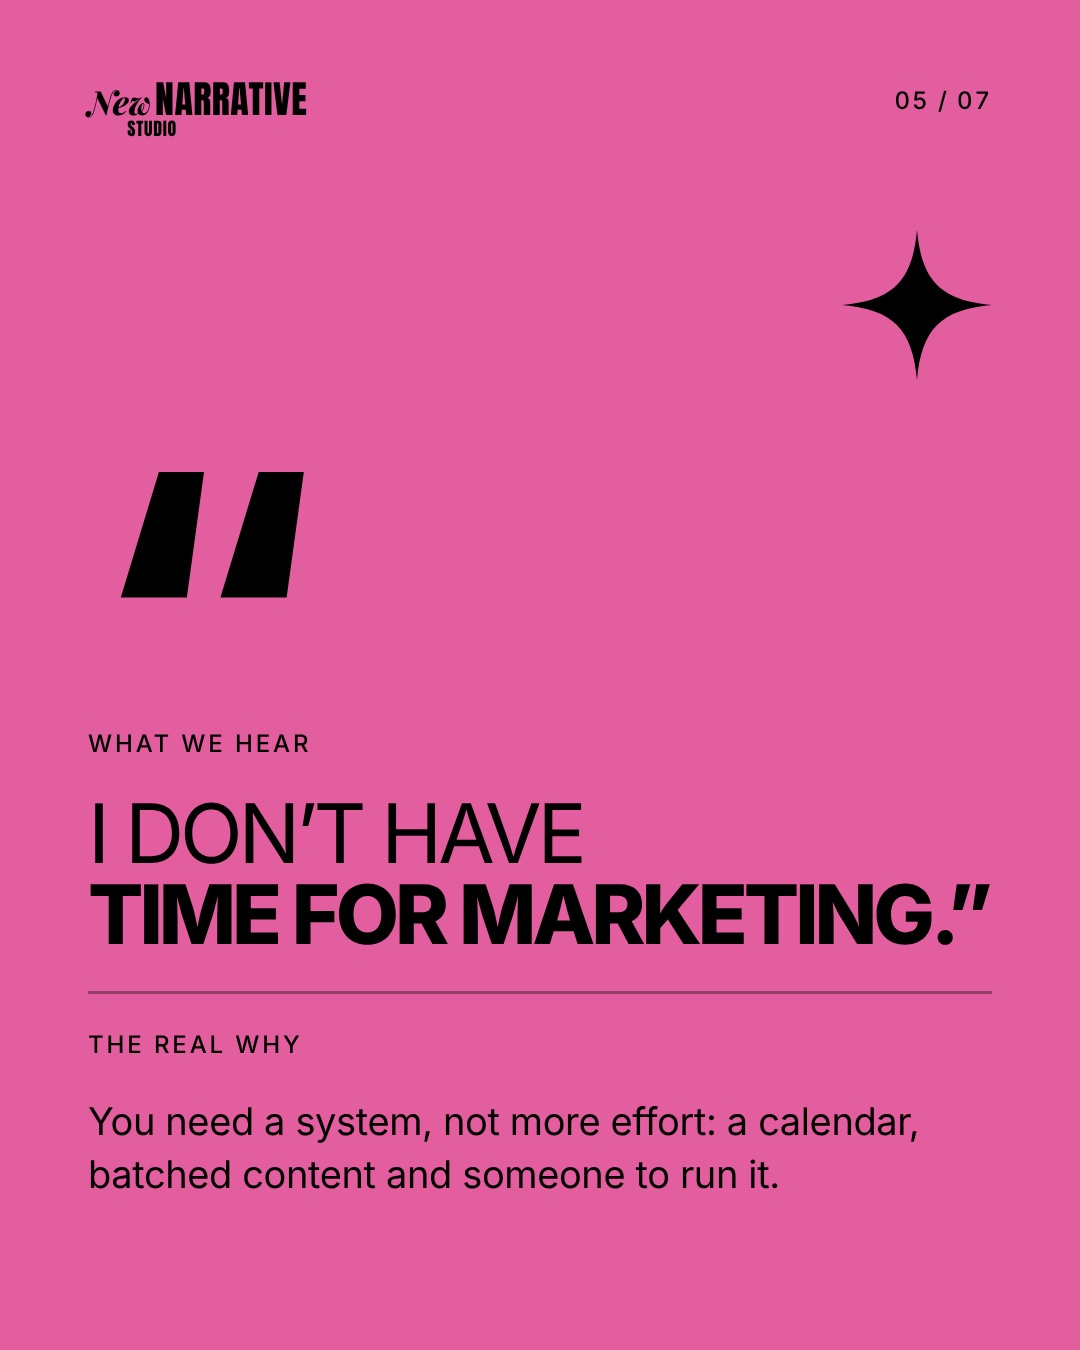 New NARRATIVE
STUDIO
05 / 07
“
WHAT WE HEAR
I DON’T HAVE
TIME FOR MARKETING.”
THE REAL WHY
You need a system, not more effort: a calendar,
batched content and someone to run it.